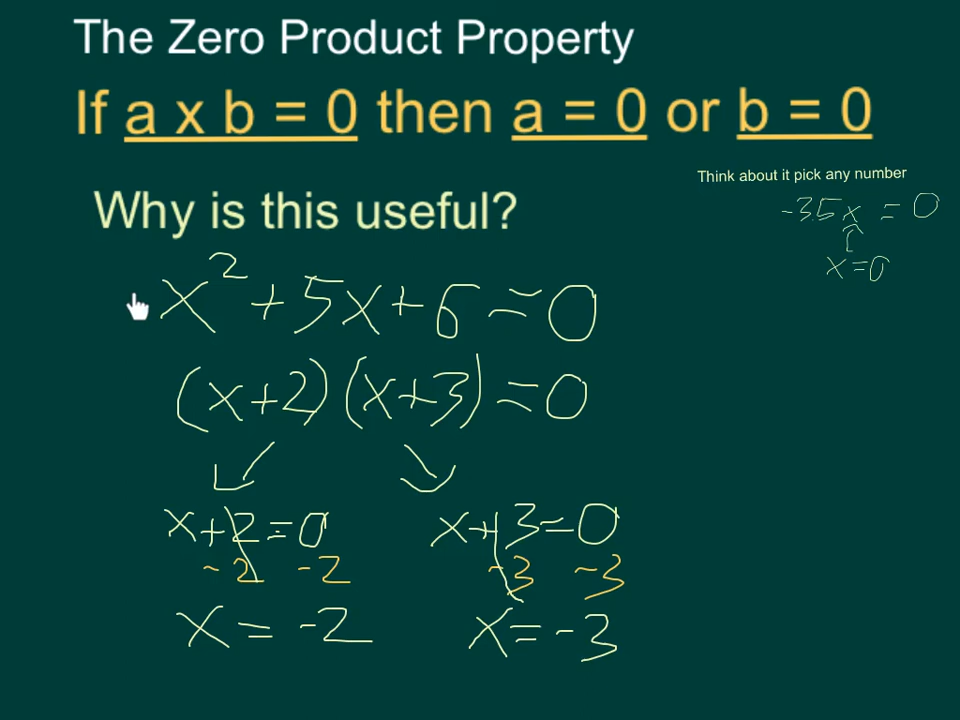 The Zero Product Property
If a x b = 0 then a = 0 or b = 0
Think about it pick any number
-3.5x = 0
x=0
Why is this useful?
x² + 5x + 6 = 0
(x+2)(x+3) = 0
x+2=0 x+3=0
-2 -2 -3 -3
x = -2 x = -3